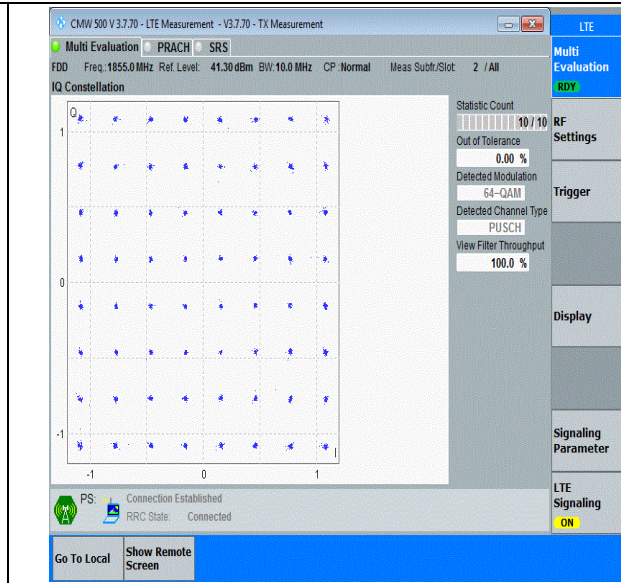 CMW 500 V 3.7.70 - LTE Measurement - V3.7.70 - TX Measurement
LTE
Multi Evaluation PRACH SRS
Multi
Evaluation
RDY
FDD Freq.:1855.0 MHz Ref. Level: 41.30 dBm BW:10.0 MHz CP :Normal Meas Subfr./Slot: 2 / All
IQ Constellation
Q
1
0
-1
-1
0
1
I
Statistic Count
10 / 10
Out of Tolerance
0.00 %
Detected Modulation
64-QAM
Detected Channel Type
PUSCH
View Filter Throughput
100.0 %
RF
Settings
Trigger
Display
Signaling
Parameter
LTE
Signaling
ON
PS: Connection Established
RRC State: Connected
Go To Local
Show Remote
Screen